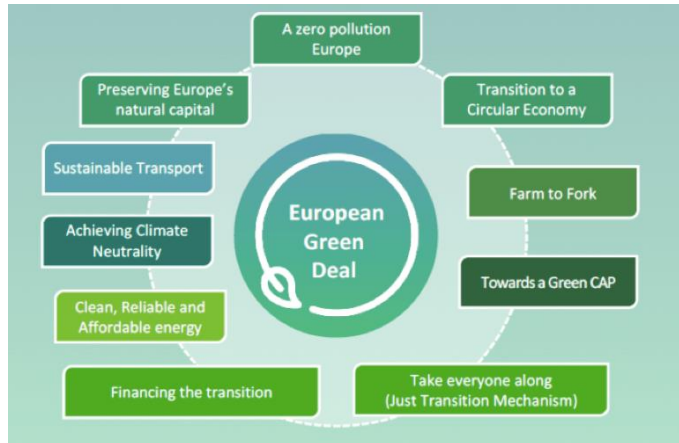 A zero pollution
Europe
Preserving Europe's
natural capital
Transition to a
Circular Economy
Sustainable Transport
Farm to Fork
European
Green
Deal
Achieving Climate
Neutrality
Towards a Green CAP
Clean, Reliable and
Affordable energy
Financing the transition
Take everyone along
(Just Transition Mechanism)